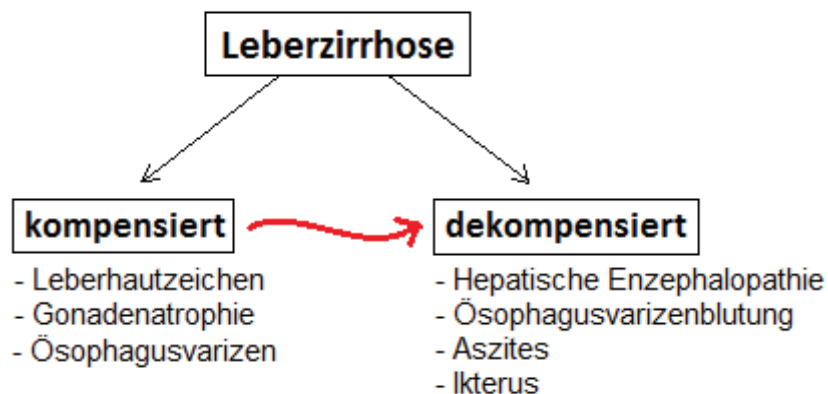 Leberzirrhose
kompensiert
- Leberhautzeichen
- Gonadenatrophie
- Ösophagusvarizen
dekompensiert
- Hepatische Enzephalopathie
- Ösophagusvarizenblutung
- Aszites
- Ikterus